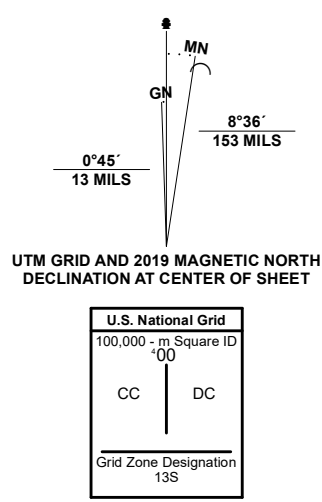 MN
GN
8°36´
153 MILS
0°45´
13 MILS
UTM GRID AND 2019 MAGNETIC NORTH
DECLINATION AT CENTER OF SHEET
U.S. National Grid
100,000 - m Square ID
⁴00
CC DC
Grid Zone Designation
13S